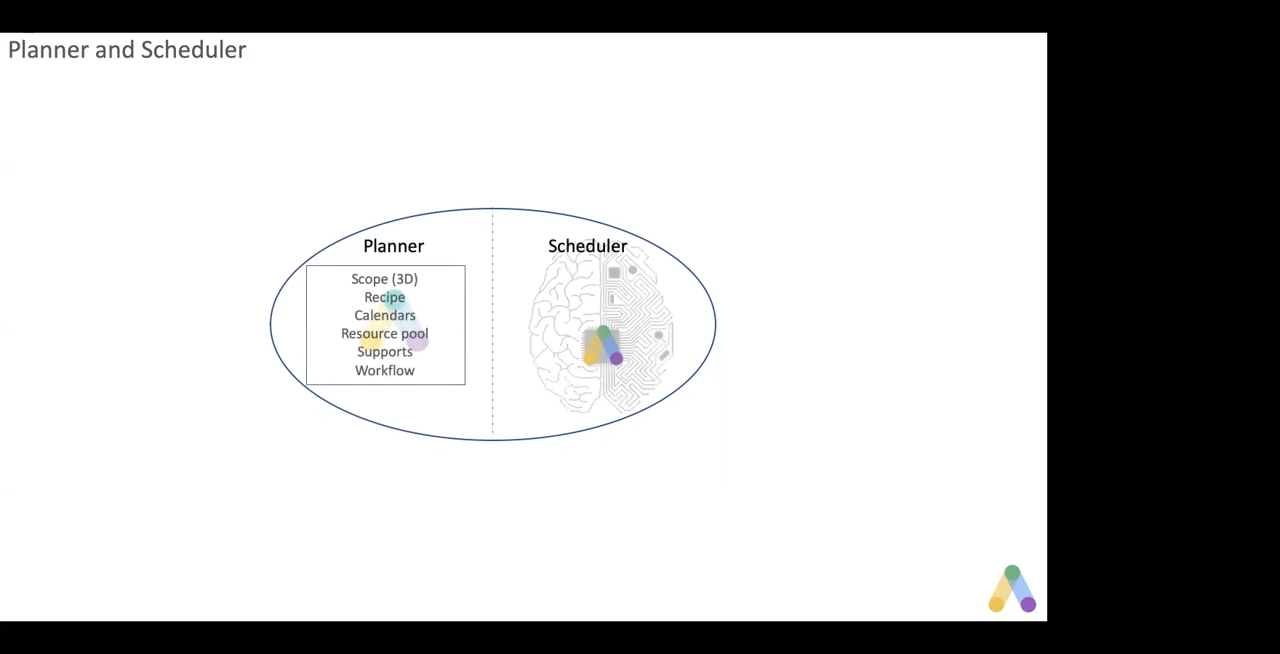 Planner and Scheduler
Planner
Scope (3D)
Recipe
Calendars
Resource pool
Supports
Workflow
Scheduler